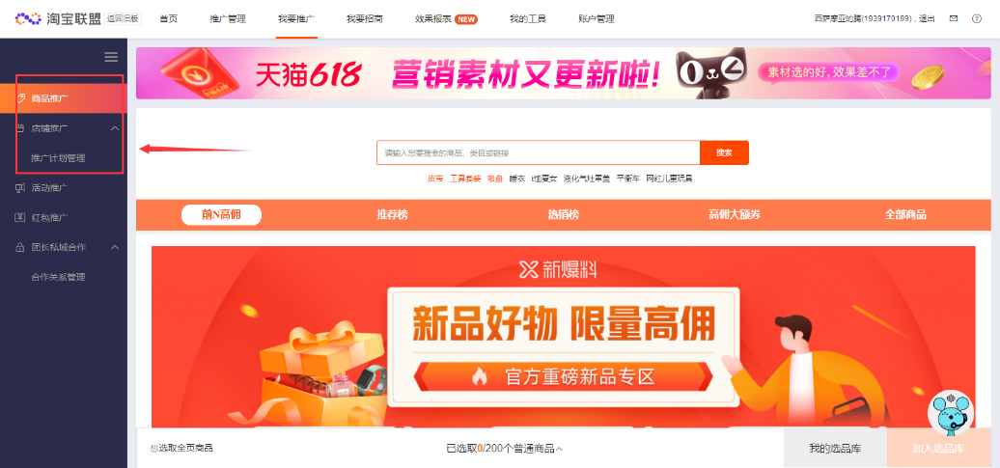 淘宝联盟 返回旧版 首页 推广管理 我要推广 我要招商 效果报表 NEW 我的工具 账户管理 西萨摩亚的腾(1939170199),退出
商品推广
店铺推广
推广计划管理
活动推广
红包推广
团长私域合作
合作关系管理
天猫618 营销素材又更新啦! 素材选的好,效果差不了
请输入您要搜索的商品、类目或链接 搜索
皮带 工具套装 吸盘 睡衣 t恤夏女 液化气灶罩盖 平衡车 网红儿童玩具
前N高佣 推荐榜 热销榜 高佣大额券 全部商品
新爆料
新品好物 限量高佣
官方重磅新品专区
选取全页商品 已选取0/200个普通商品 我的选品库 加入选品库